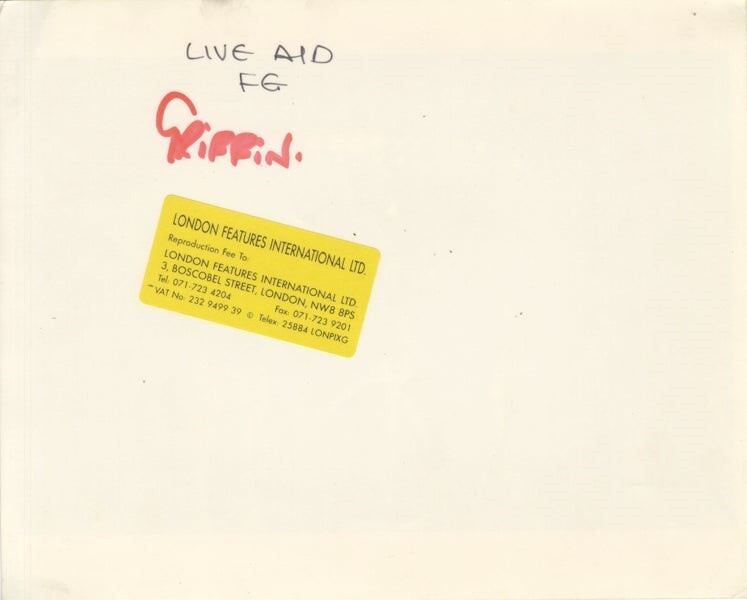 LIVE AID
FG
GRIFFIN.
LONDON FEATURES INTERNATIONAL LTD.
Reproduction Fee To:
LONDON FEATURES INTERNATIONAL LTD.
3, BOSCOBEL STREET, LONDON, NW8 8PS
Tel: 071-723 4204 Fax: 071-723 9201
VAT No: 232 9499 39 © Telex: 25884 LONPIXG